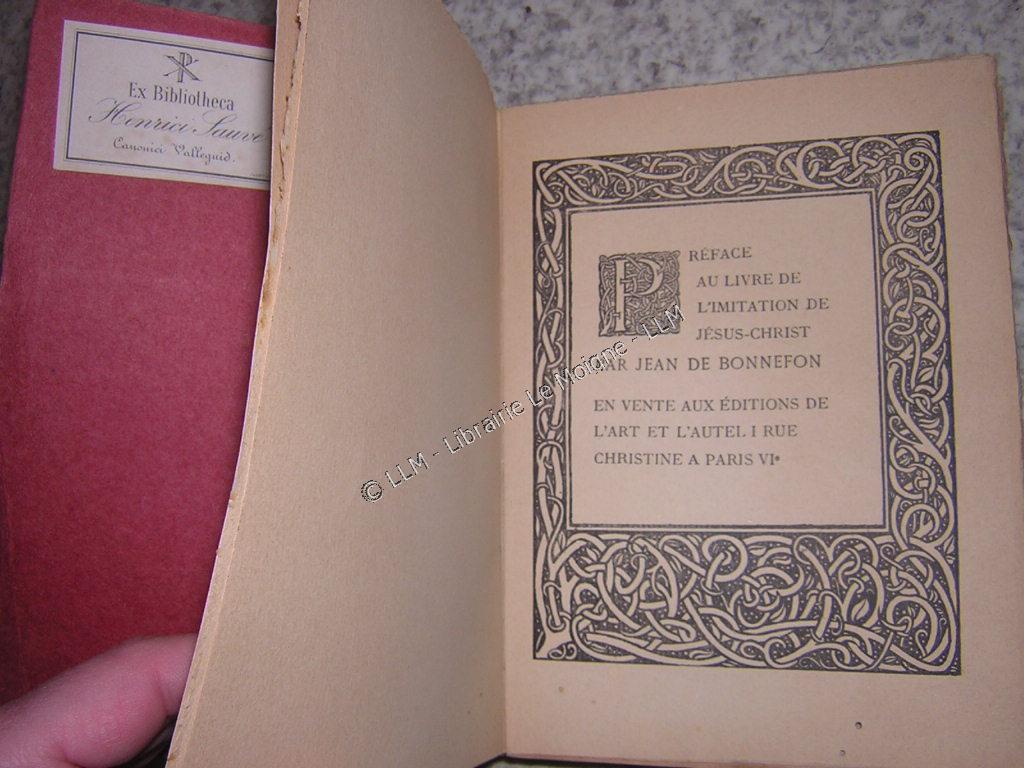 Ex Bibliotheca
Henrici Sauvé
Canonici Valleguid.
PRÉFACE
AU LIVRE DE
L'IMITATION DE
JÉSUS-CHRIST
PAR JEAN DE BONNEFON
EN VENTE AUX ÉDITIONS DE
L'ART ET L'AUTEL I RUE
CHRISTINE A PARIS VIe
© LLM - Librairie Le Moigne - LLM